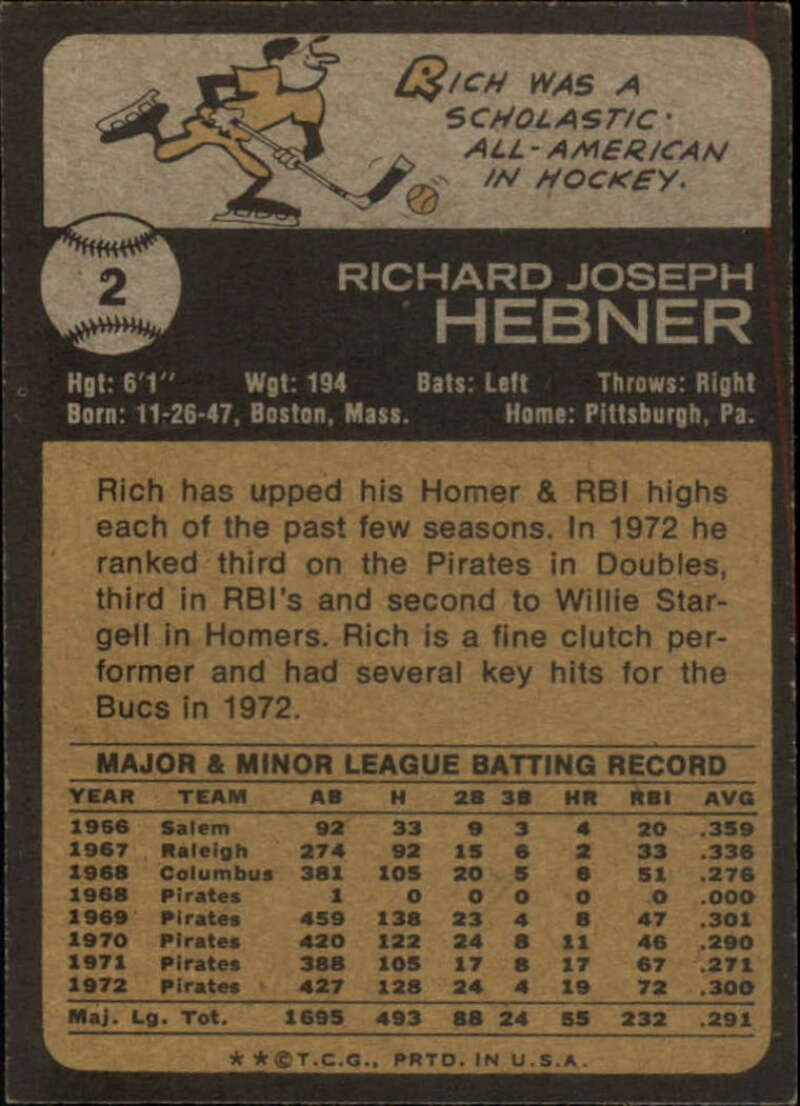 RICH WAS A
SCHOLASTIC
ALL-AMERICAN
IN HOCKEY.
2
RICHARD JOSEPH
HEBNER
Hgt: 6'1" Wgt: 194 Bats: Left Throws: Right
Born: 11-26-47, Boston, Mass. Home: Pittsburgh, Pa.
Rich has upped his Homer & RBI highs
each of the past few seasons. In 1972 he
ranked third on the Pirates in Doubles,
third in RBI's and second to Willie Star-
gell in Homers. Rich is a fine clutch per-
former and had several key hits for the
Bucs in 1972.
MAJOR & MINOR LEAGUE BATTING RECORD
YEAR TEAM AB H 2B 3B HR RBI AVG
1966 Salem 92 33 9 3 4 20 .359
1967 Raleigh 274 92 15 6 2 33 .336
1968 Columbus 381 105 20 5 6 51 .276
1968 Pirates 1 0 0 0 0 0 .000
1969 Pirates 459 138 23 4 8 47 .301
1970 Pirates 420 122 24 8 11 46 .290
1971 Pirates 388 105 17 8 17 67 .271
1972 Pirates 427 128 24 4 19 72 .300
Maj. Lg. Tot. 1695 493 88 24 55 232 .291
**©T.C.G., PRTD. IN U.S.A.